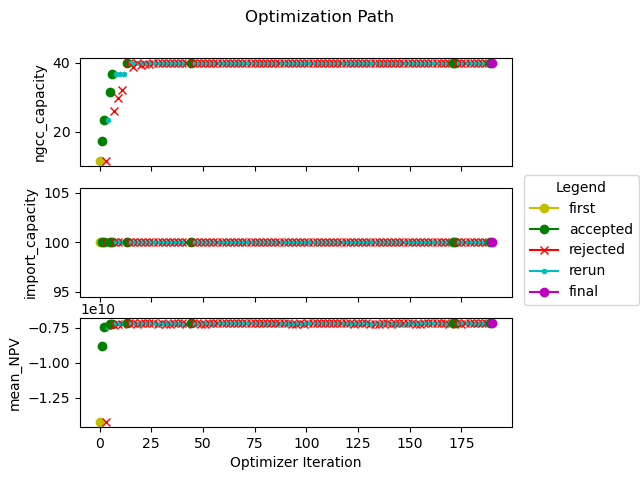 Optimization Path
40
20
ngcc_capacity
105
100
95
import_capacity
1e10
−0.75
−1.00
−1.25
mean_NPV
0
25
50
75
100
125
150
175
Optimizer Iteration
Legend
first
accepted
rejected
rerun
final